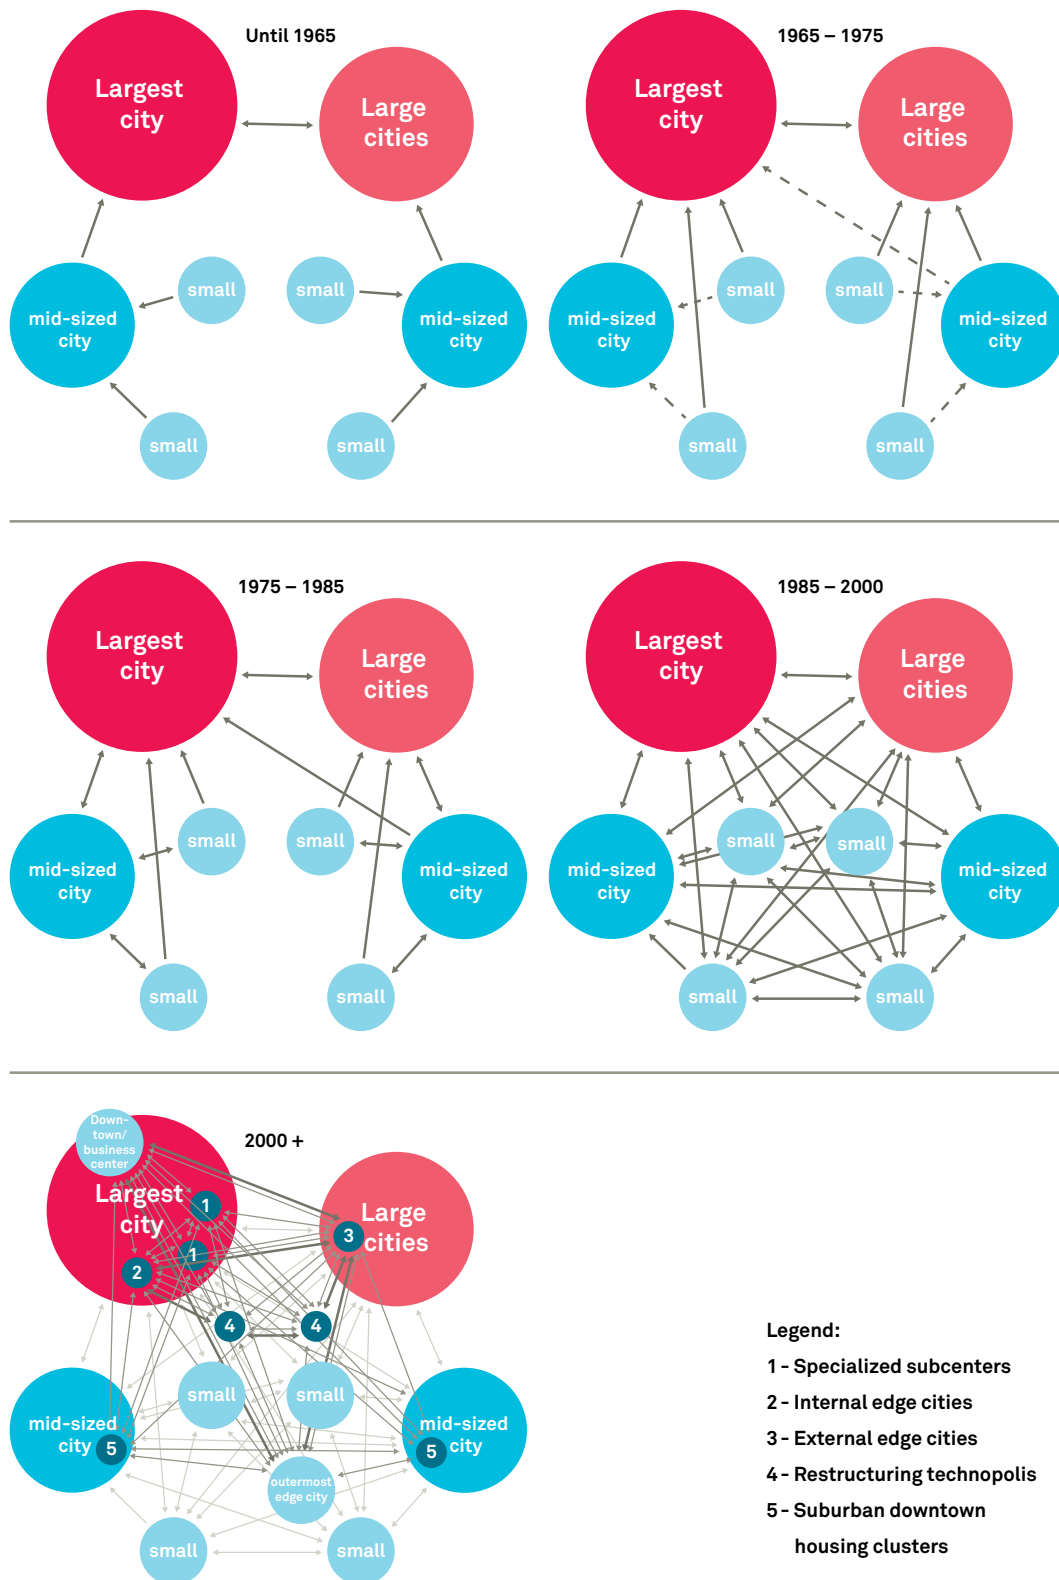 Until 1965
Largest
city
Large
cities
small
small
mid-sized
city
mid-sized
city
small
small
1965 – 1975
Largest
city
Large
cities
small
small
mid-sized
city
mid-sized
city
small
small
1975 – 1985
Largest
city
Large
cities
small
small
mid-sized
city
mid-sized
city
small
small
1985 – 2000
Largest
city
Large
cities
small
small
mid-sized
city
mid-sized
city
small
small
2000 +
Down-
town/
business
center
Largest
city
1
1
2
3
Large
cities
4
4
small
small
mid-sized
city
5
mid-sized
city
5
outermost
edge city
small
small
Legend:
1 - Specialized subcenters
2 - Internal edge cities
3 - External edge cities
4 - Restructuring technopolis
5 - Suburban downtown
housing clusters